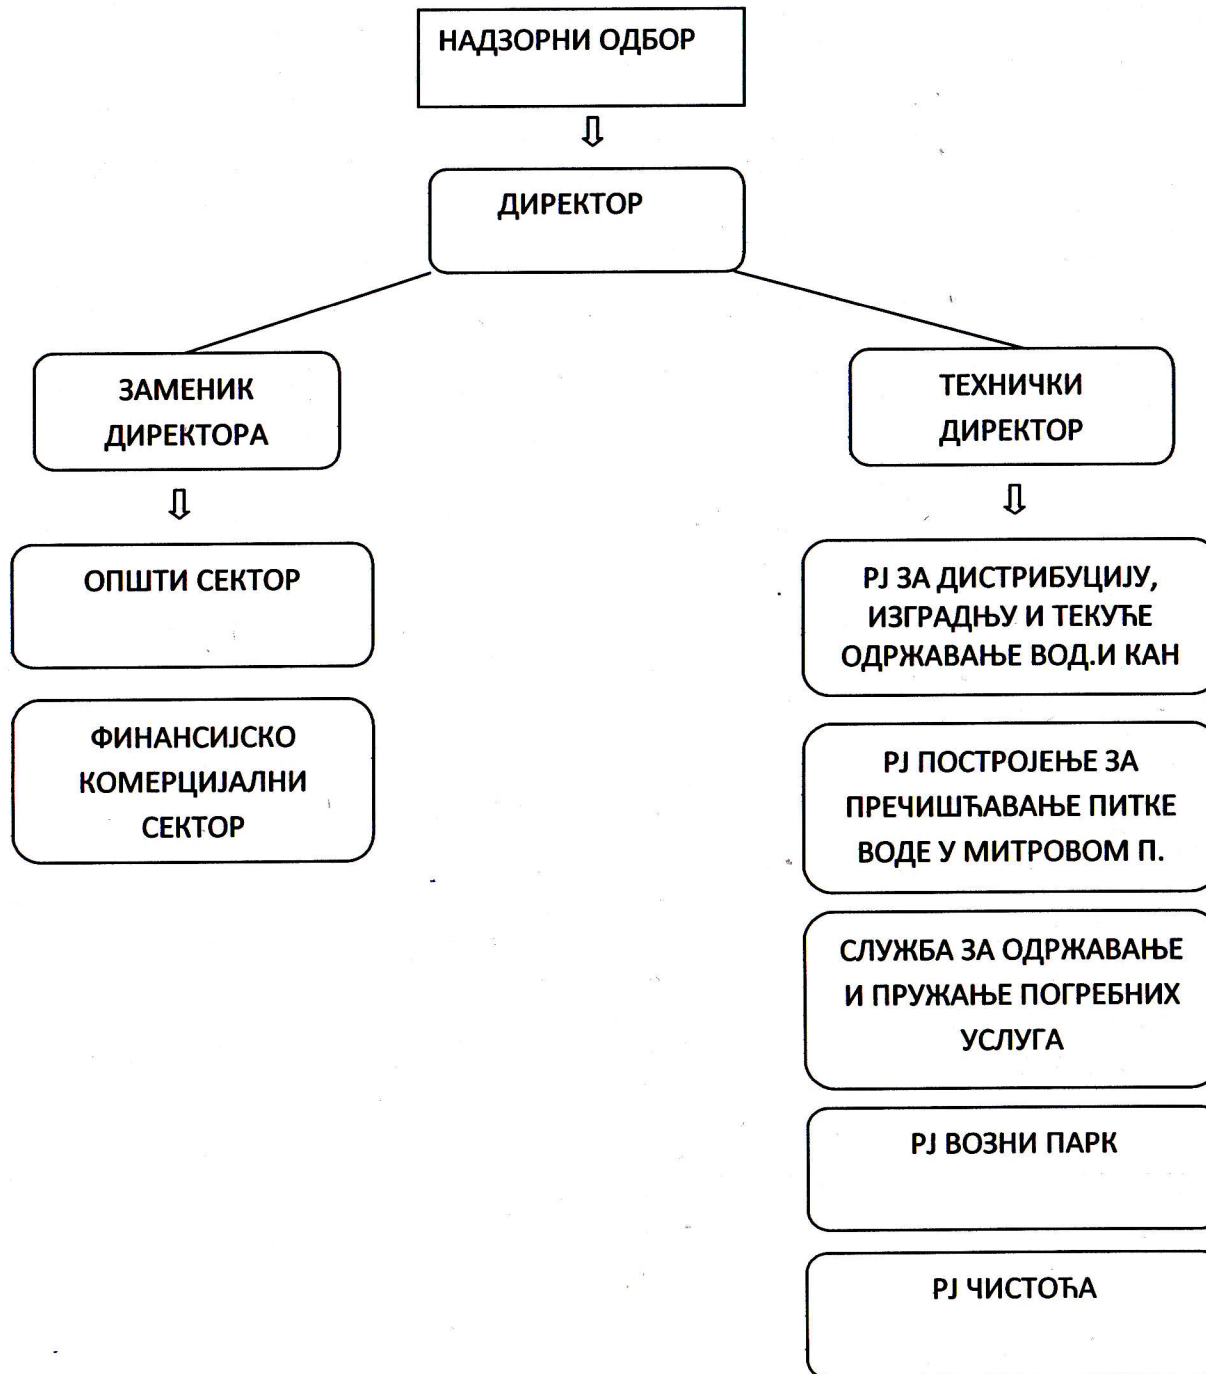 НАДЗОРНИ ОДБОР
ДИРЕКТОР
ЗАМЕНИК
ДИРЕКТОРА
ТЕХНИЧКИ
ДИРЕКТОР
ОПШТИ СЕКТОР
ФИНАНСИЈСКО
КОМЕРЦИЈАЛНИ
СЕКТОР
РЈ ЗА ДИСТРИБУЦИЈУ,
ИЗГРАДЊУ И ТЕКУЋЕ
ОДРЖАВАЊЕ ВОД.И КАН
РЈ ПОСТРОЈЕЊЕ ЗА
ПРЕЧИШЋАВАЊЕ ПИТКЕ
ВОДЕ У МИТРОВОМ П.
СЛУЖБА ЗА ОДРЖАВАЊЕ
И ПРУЖАЊЕ ПОГРЕБНИХ
УСЛУГА
РЈ ВОЗНИ ПАРК
РЈ ЧИСТОЋА